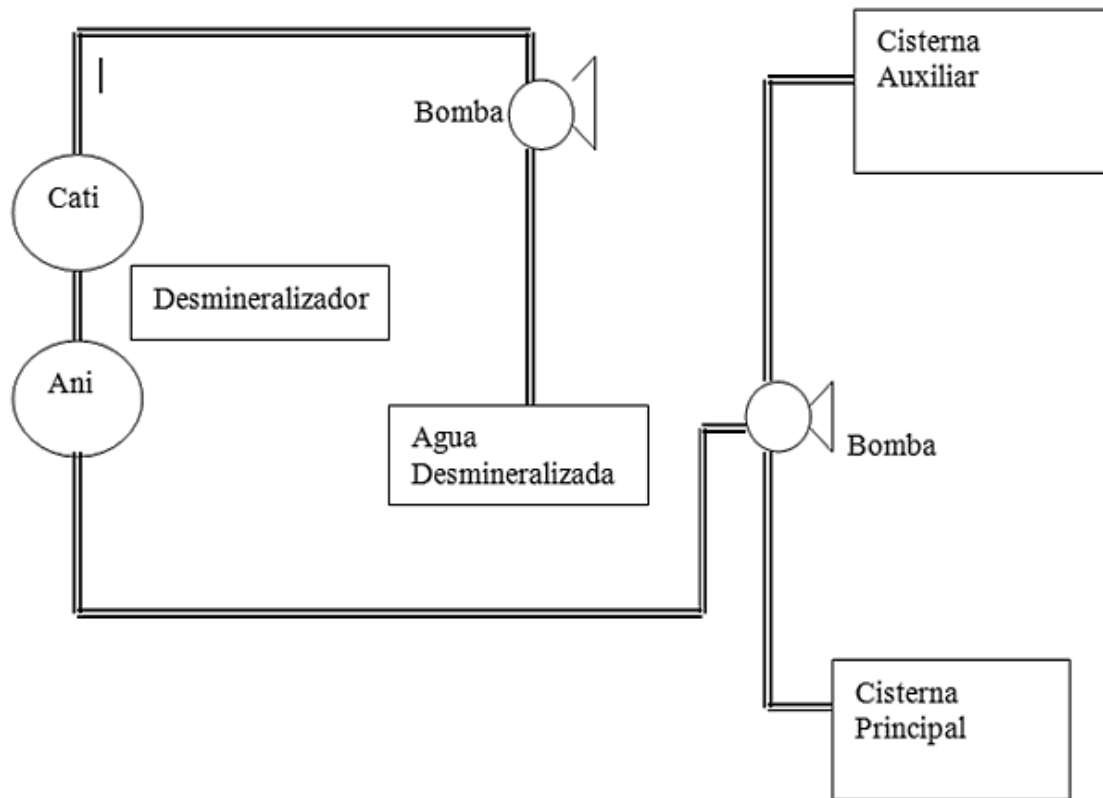 Cisterna
Auxiliar
Bomba
Cati
Desmineralizador
Ani
Agua
Desmineralizada
Bomba
Cisterna
Principal